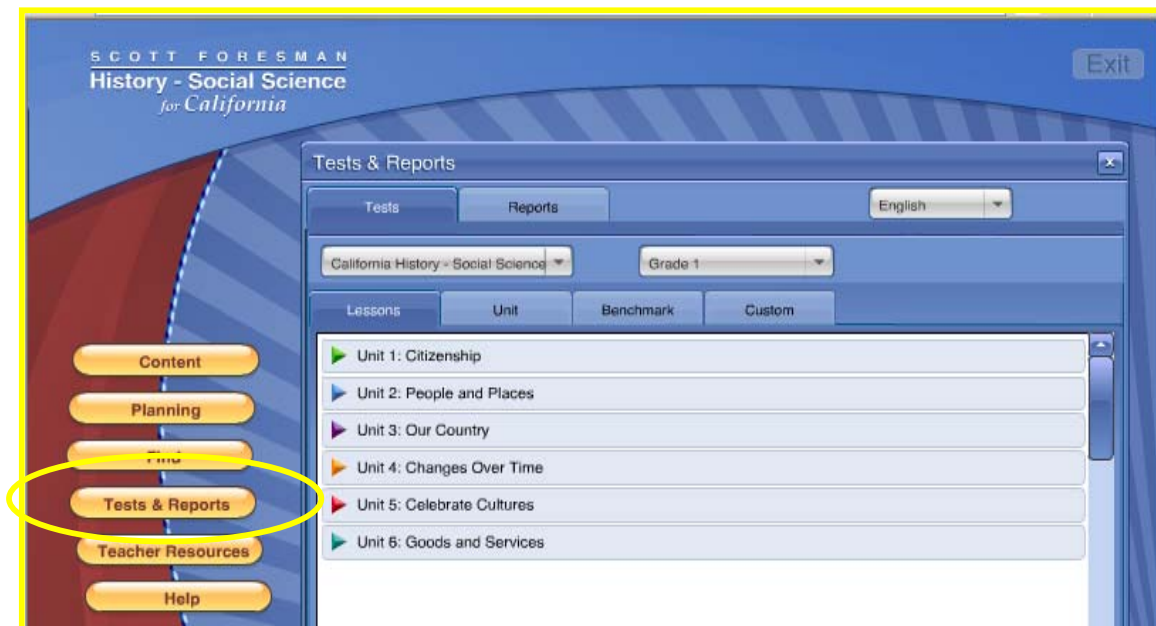 SCOTT FORESMAN
History - Social Science
for California
Exit
Tests & Reports
Tests
Reports
English
California History - Social Science
Grade 1
Lessons
Unit
Benchmark
Custom
Unit 1: Citizenship
Unit 2: People and Places
Unit 3: Our Country
Unit 4: Changes Over Time
Unit 5: Celebrate Cultures
Unit 6: Goods and Services
Content
Planning
Find
Tests & Reports
Teacher Resources
Help